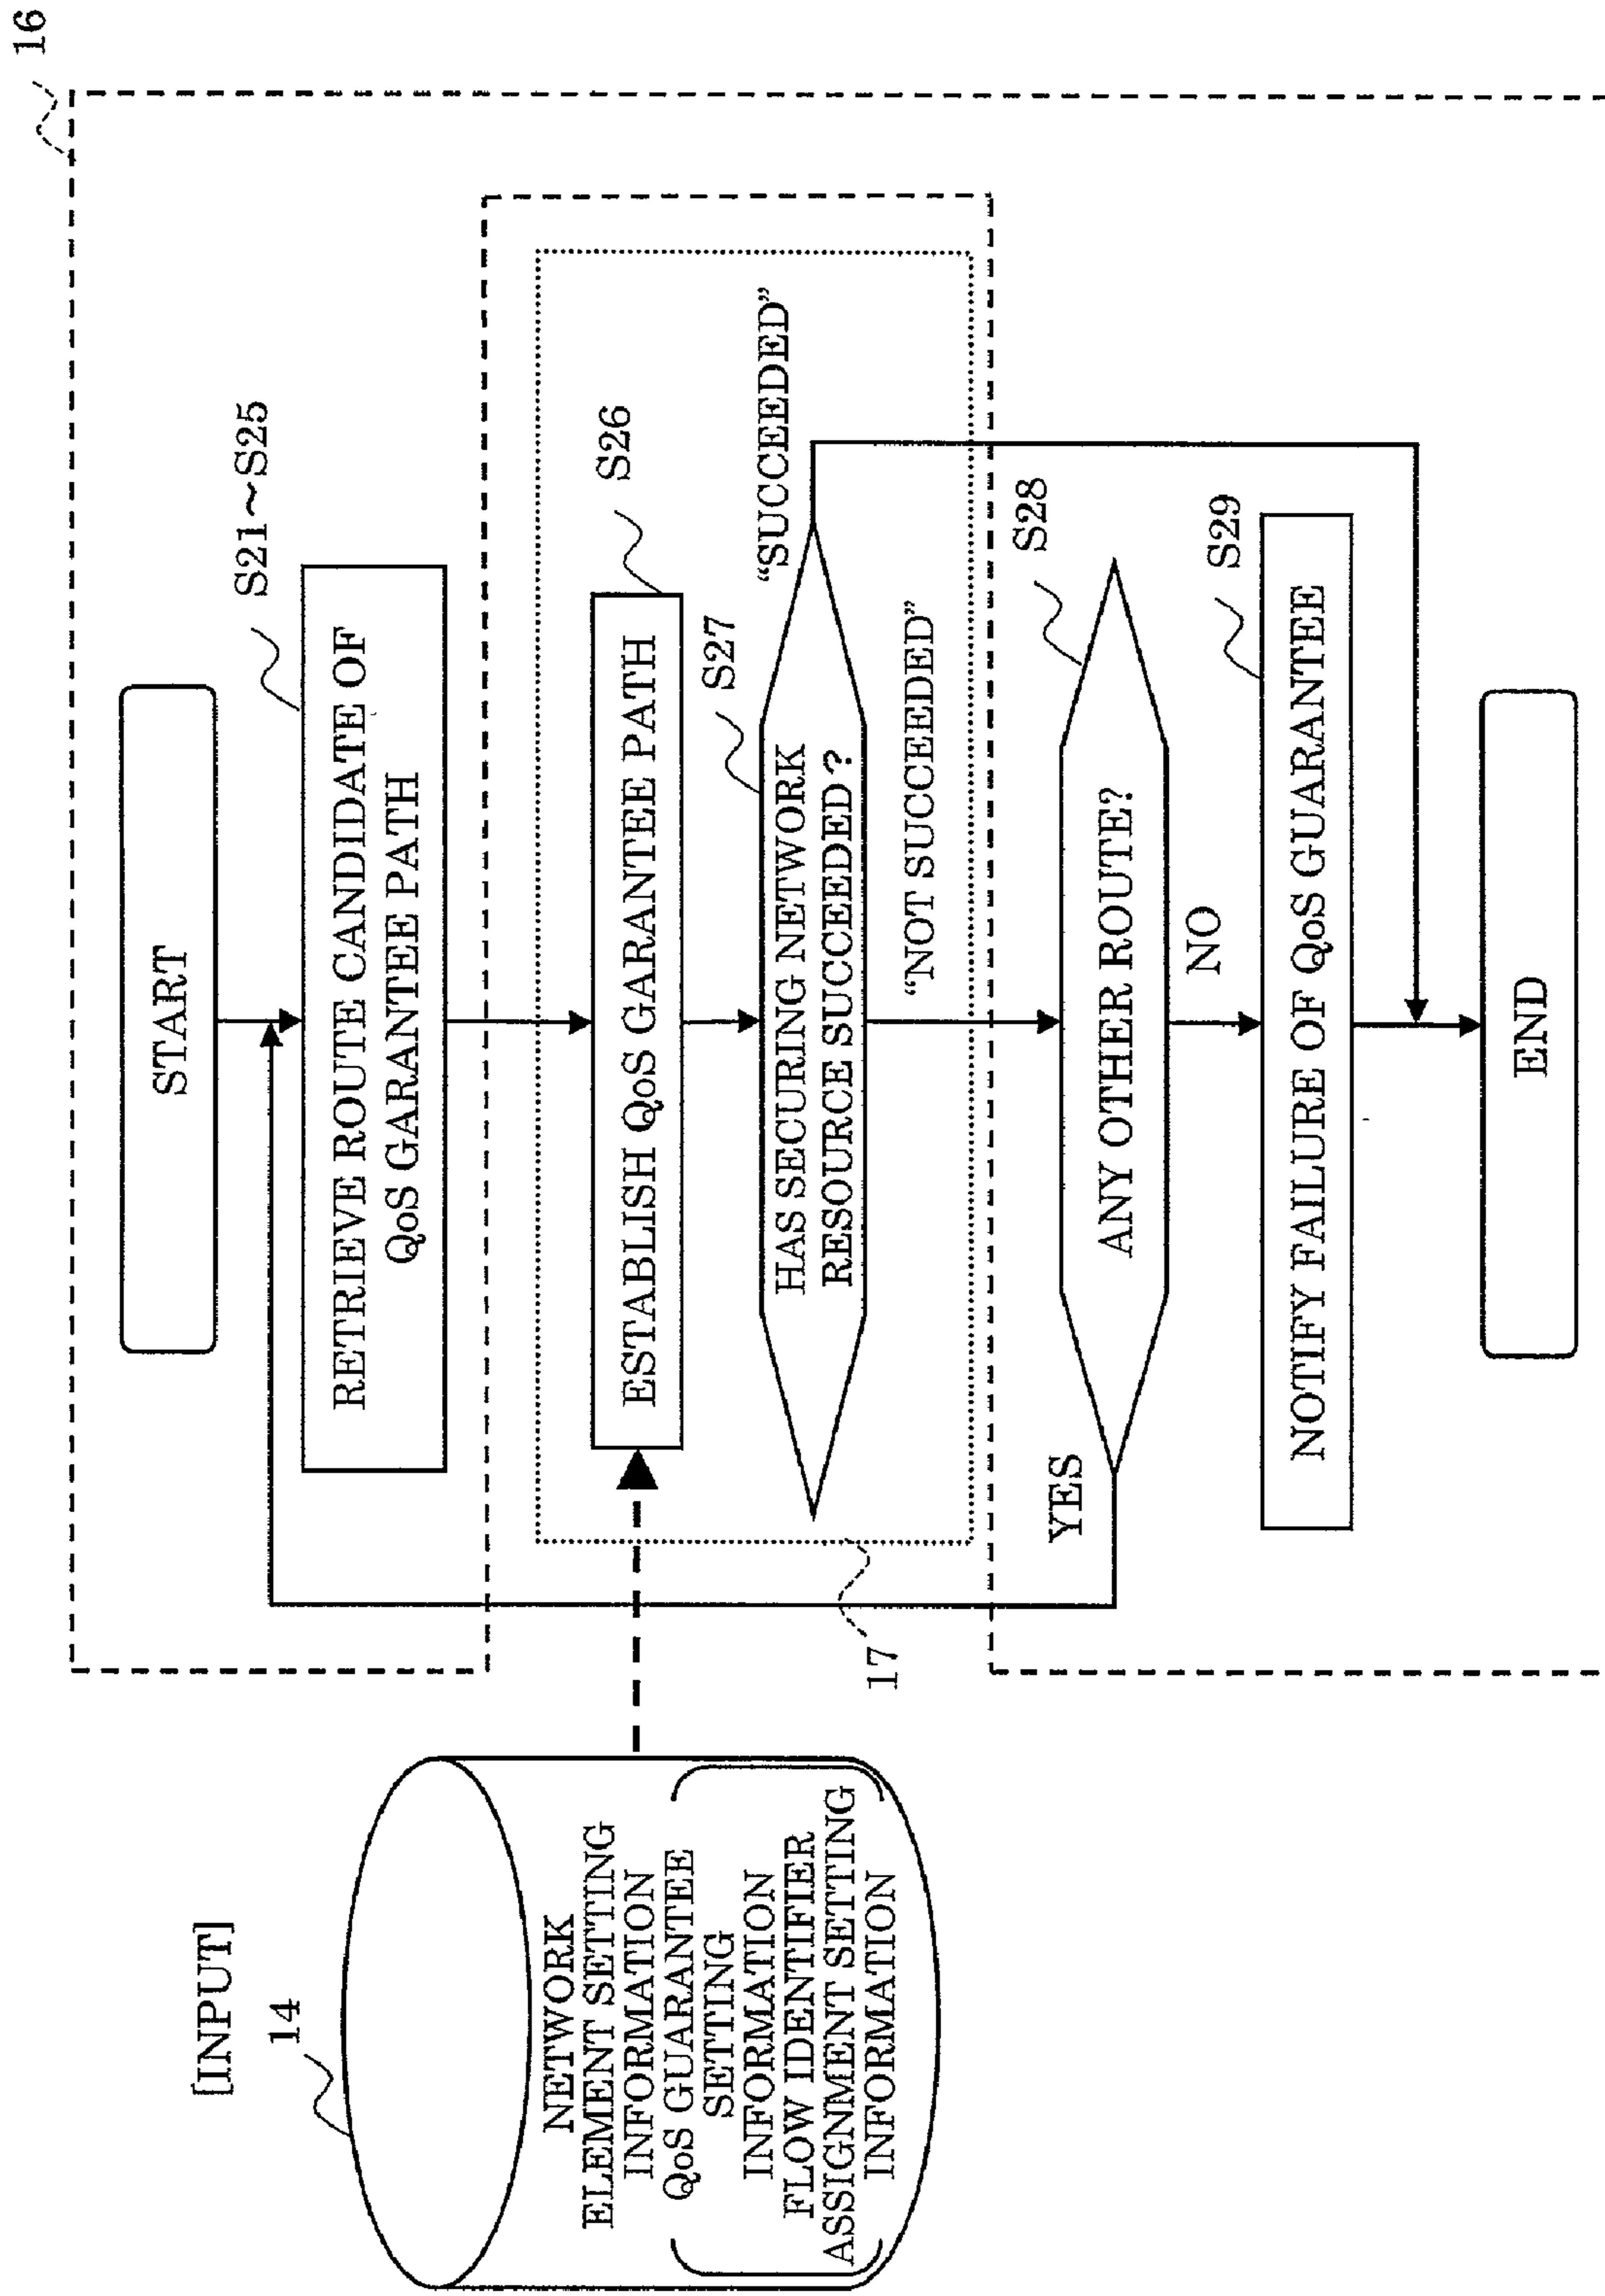 16
[INPUT]
14
NETWORK
ELEMENT SETTING
INFORMATION
QoS GUARANTEE
SETTING
INFORMATION
FLOW IDENTIFIER
ASSIGNMENT SETTING
INFORMATION
START
S21~S25
RETRIEVE ROUTE CANDIDATE OF
QoS GARANTEE PATH
S26
ESTABLISH QoS GARANTEE PATH
S27
HAS SECURING NETWORK
RESOURCE SUCCEEDED?
"SUCCEEDED"
"NOT SUCCEEDED"
17
S28
YES
ANY OTHER ROUTE?
NO
S29
NOTIFY FAILURE OF QoS GUARANTEE
END